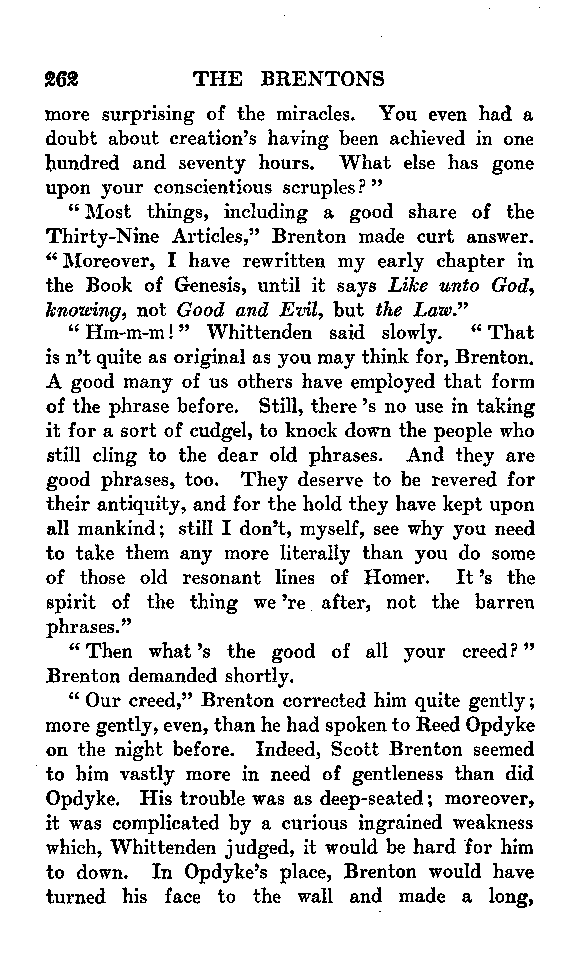 262 THE BRENTONS
more surprising of the miracles. You even had a
doubt about creation's having been achieved in one
hundred and seventy hours. What else has gone
upon your conscientious scruples?"
"Most things, including a good share of the
Thirty-Nine Articles," Brenton made curt answer.
"Moreover, I have rewritten my early chapter in
the Book of Genesis, until it says Like unto God,
knowing, not Good and Evil, but the Law."
"Hm-m-m!" Whittenden said slowly. "That
is n't quite as original as you may think for, Brenton.
A good many of us others have employed that form
of the phrase before. Still, there 's no use in taking
it for a sort of cudgel, to knock down the people who
still cling to the dear old phrases. And they are
good phrases, too. They deserve to be revered for
their antiquity, and for the hold they have kept upon
all mankind; still I don't, myself, see why you need
to take them any more literally than you do some
of those old resonant lines of Homer. It 's the
spirit of the thing we 're after, not the barren
phrases."
"Then what 's the good of all your creed?"
Brenton demanded shortly.
"Our creed," Brenton corrected him quite gently;
more gently, even, than he had spoken to Reed Opdyke
on the night before. Indeed, Scott Brenton seemed
to him vastly more in need of gentleness than did
Opdyke. His trouble was as deep-seated; moreover,
it was complicated by a curious ingrained weakness
which, Whittenden judged, it would be hard for him
to down. In Opdyke's place, Brenton would have
turned his face to the wall and made a long,